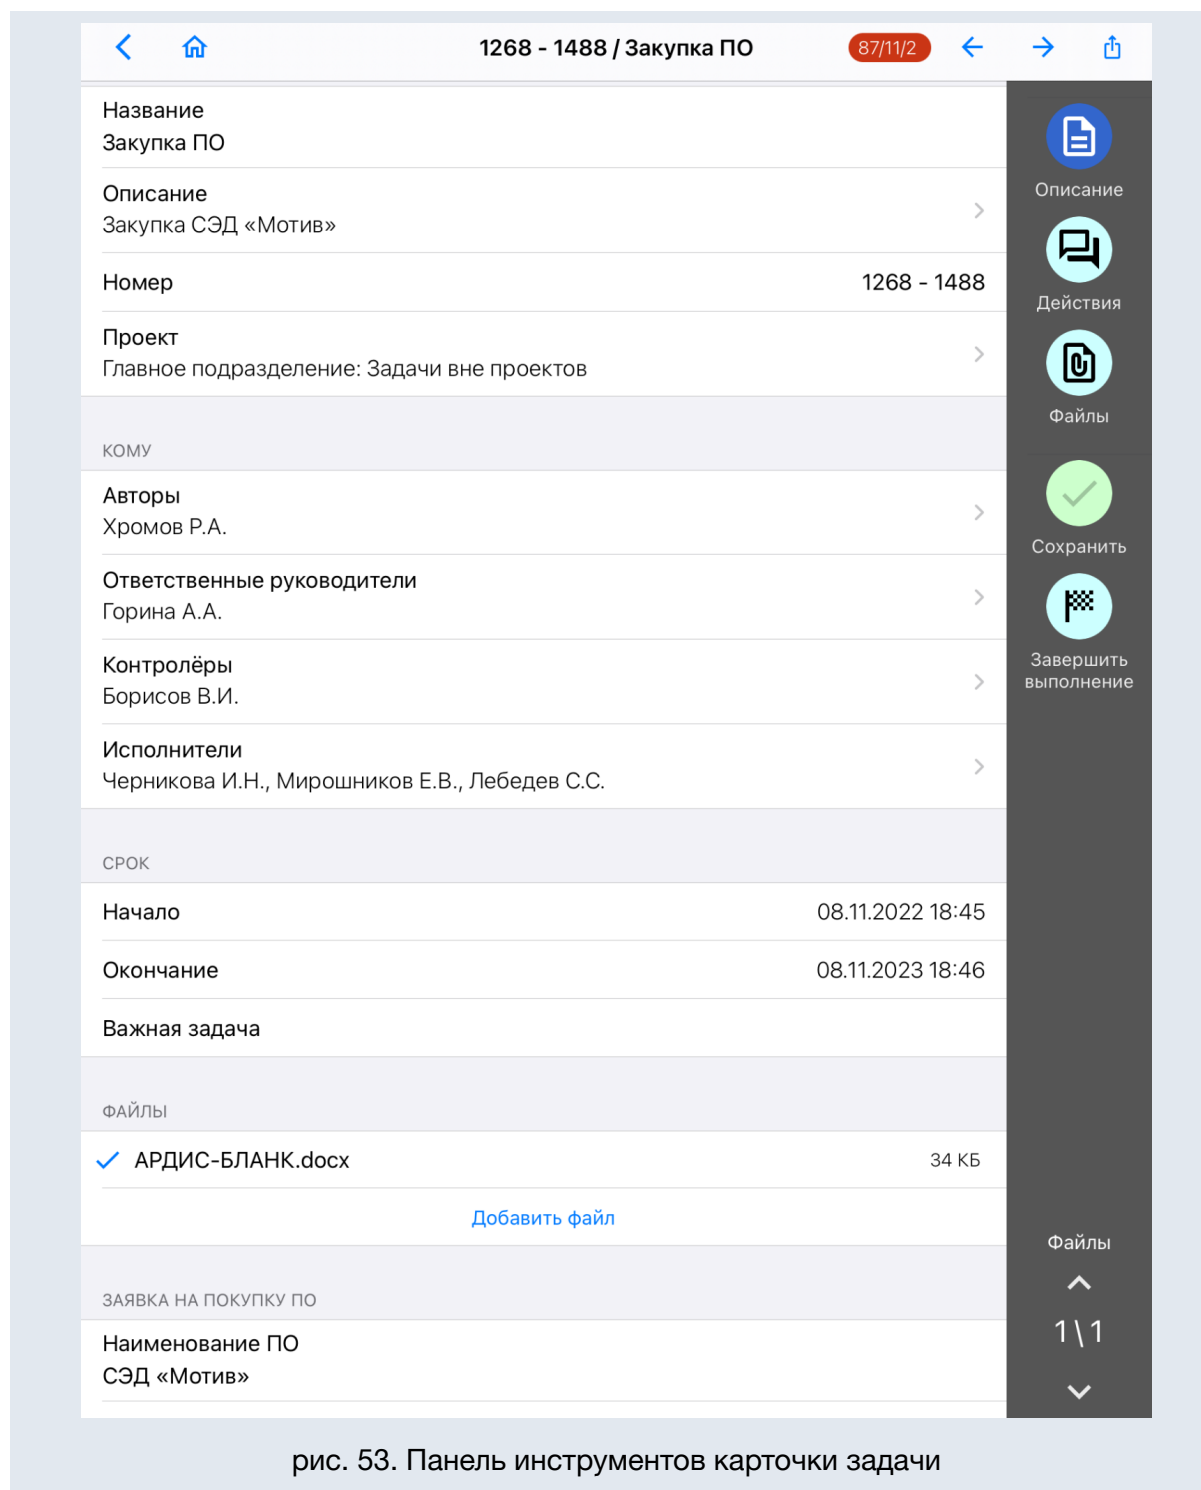 1268 - 1488 / Закупка ПО
87/11/2
Название
Закупка ПО
Описание
Закупка СЭД «Мотив»
Номер
1268 - 1488
Проект
Главное подразделение: Задачи вне проектов
КОМУ
Авторы
Хромов Р.А.
Ответственные руководители
Горина А.А.
Контролёры
Борисов В.И.
Исполнители
Черникова И.Н., Мирошников Е.В., Лебедев С.С.
СРОК
Начало
08.11.2022 18:45
Окончание
08.11.2023 18:46
Важная задача
ФАЙЛЫ
АРДИС-БЛАНК.docx
34 КБ
Добавить файл
ЗАЯВКА НА ПОКУПКУ ПО
Наименование ПО
СЭД «Мотив»
Описание
Действия
Файлы
Сохранить
Завершить
выполнение
Файлы
1 \ 1
рис. 53. Панель инструментов карточки задачи